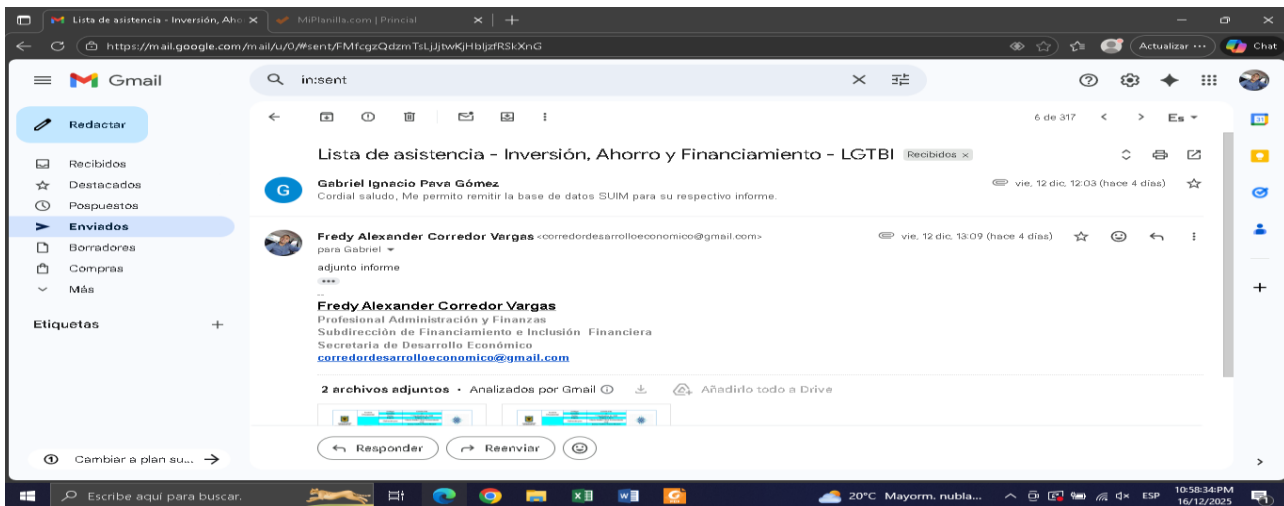 Lista de asistencia - Inversión, Aho
MiPlanilla.com | Princial
https://mail.google.com/mail/u/0/#sent/FMfcgzQdzmTsLjJjtwKjHbljzfRSkXnG
Actualizar
Chat
Gmail
in:sent
Redactar
6 de 317
Es
Recibidos
Destacados
Pospuestos
Enviados
Borradores
Compras
Más
Etiquetas
Cambiar a plan su...
Lista de asistencia - Inversión, Ahorro y Financiamiento - LGTBI Recibidos x
G
Gabriel Ignacio Pava Gómez vie, 12 dic, 12:03 (hace 4 días)
Cordial saludo, Me permito remitir la base de datos SUIM para su respectivo informe.
Fredy Alexander Corredor Vargas <corredordesarrolloeconomico@gmail.com> vie, 12 dic, 13:09 (hace 4 días)
para Gabriel
adjunto informe
...
--
Fredy Alexander Corredor Vargas
Profesional Administración y Finanzas
Subdirección de Financiamiento e Inclusión Financiera
Secretaria de Desarrollo Económico
corredordesarrolloeconomico@gmail.com
2 archivos adjuntos • Analizados por Gmail
Añadirlo todo a Drive
Responder
Reenviar
Escribe aquí para buscar.
20°C Mayorm. nubla...
ESP
10:58:34 PM
16/12/2025